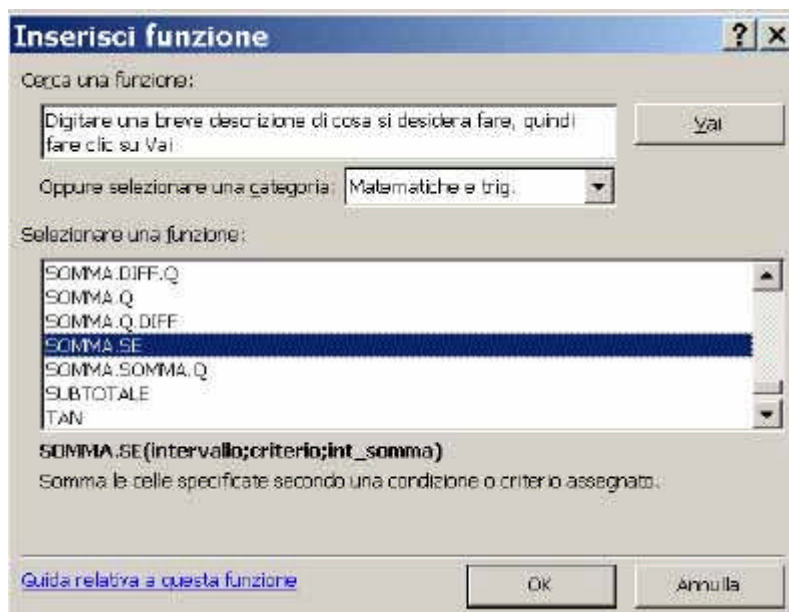 Inserisci funzione
Cerca una funzione:
Digitare una breve descrizione di cosa si desidera fare, quindi
fare clic su Vai
Vai
Oppure selezionare una categoria: Matematiche e trig.
Selezionare una funzione:
SOMMA.DIFF.Q
SOMMA.Q
SOMMA.Q.DIFF
SOMMA.SE
SOMMA.SOMMA.Q
SUBTOTALE
TAN
SOMMA.SE(intervallo;criterio;int_somma)
Somma le celle specificate secondo una condizione o criterio assegnato.
Guida relativa a questa funzione
OK
Annulla